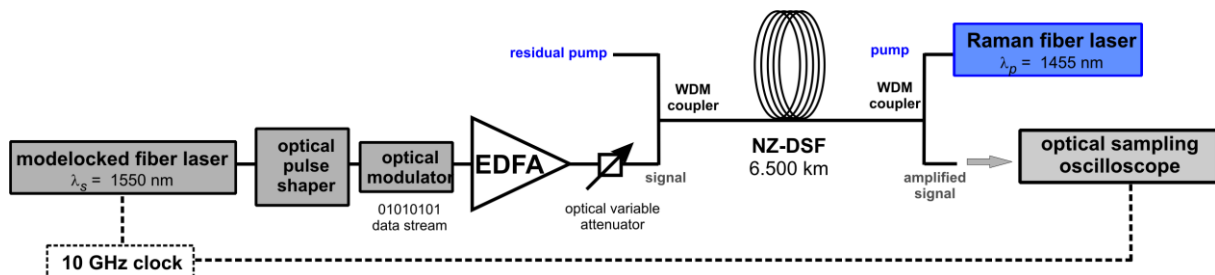 residual pump
pump
Raman fiber laser
λp = 1455 nm
WDM
coupler
WDM
coupler
modelocked fiber laser
λs = 1550 nm
optical
pulse
shaper
optical
modulator
01010101
data stream
EDFA
optical variable
attenuator
signal
NZ-DSF
6.500 km
amplified
signal
optical sampling
oscilloscope
10 GHz clock